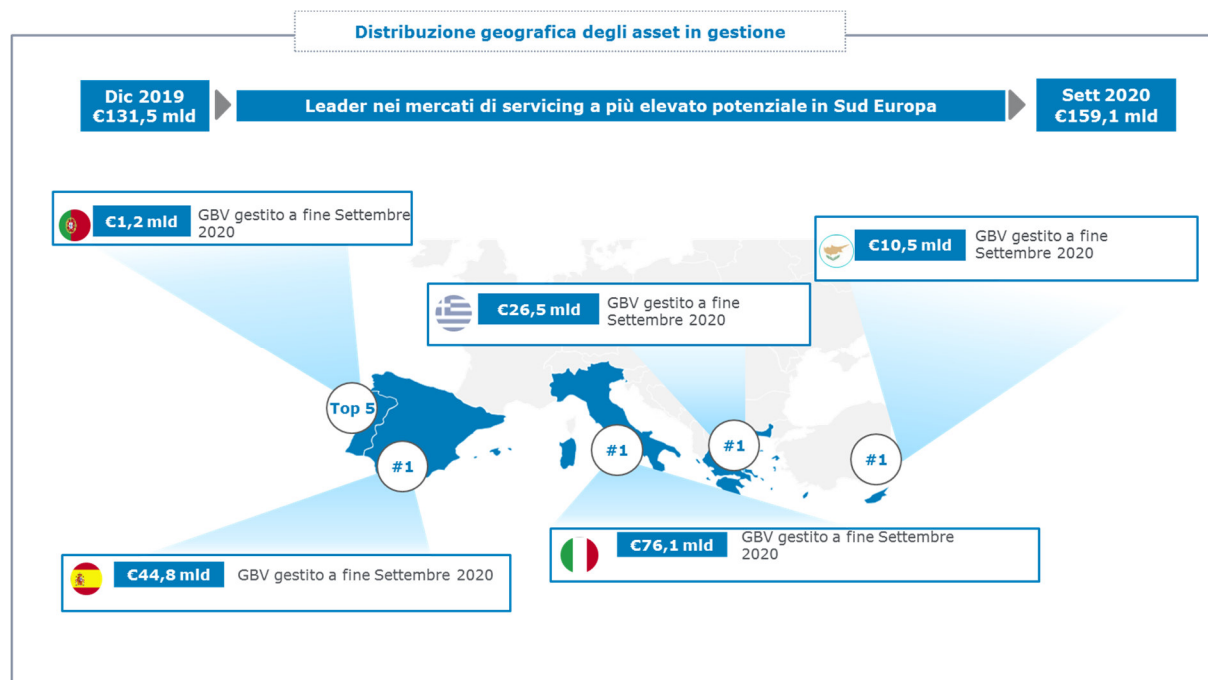 Distribuzione geografica degli asset in gestione
Dic 2019
€131,5 mld
Leader nei mercati di servicing a più elevato potenziale in Sud Europa
Sett 2020
€159,1 mld
€1,2 mld
GBV gestito a fine Settembre
2020
€10,5 mld
GBV gestito a fine
Settembre 2020
€26,5 mld
GBV gestito a fine
Settembre 2020
Top 5
#1
#1
#1
#1
€44,8 mld
GBV gestito a fine Settembre 2020
€76,1 mld
GBV gestito a fine Settembre
2020